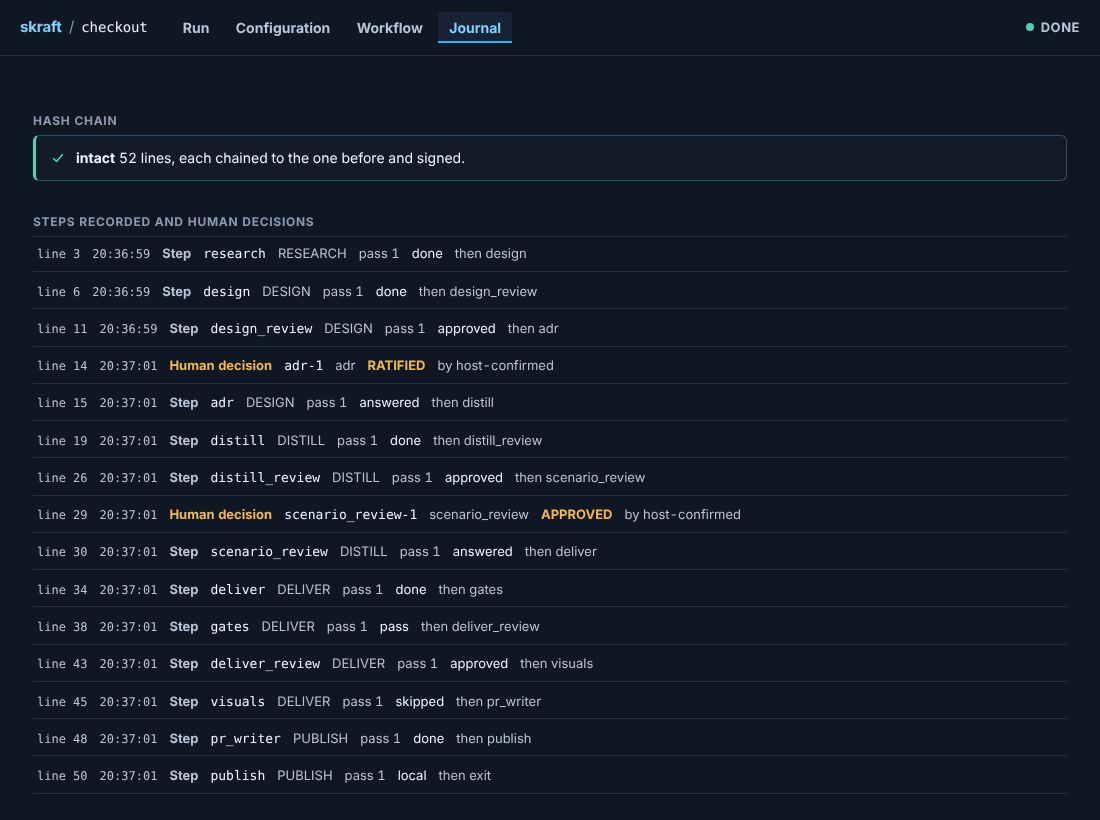 skraft / checkout Run Configuration Workflow Journal DONE
HASH CHAIN
intact 52 lines, each chained to the one before and signed.
STEPS RECORDED AND HUMAN DECISIONS
line 3 20:36:59 Step research RESEARCH pass 1 done then design
line 6 20:36:59 Step design DESIGN pass 1 done then design_review
line 11 20:36:59 Step design_review DESIGN pass 1 approved then adr
line 14 20:37:01 Human decision adr-1 adr RATIFIED by host-confirmed
line 15 20:37:01 Step adr DESIGN pass 1 answered then distill
line 19 20:37:01 Step distill DISTILL pass 1 done then distill_review
line 26 20:37:01 Step distill_review DISTILL pass 1 approved then scenario_review
line 29 20:37:01 Human decision scenario_review-1 scenario_review APPROVED by host-confirmed
line 30 20:37:01 Step scenario_review DISTILL pass 1 answered then deliver
line 34 20:37:01 Step deliver DELIVER pass 1 done then gates
line 38 20:37:01 Step gates DELIVER pass 1 pass then deliver_review
line 43 20:37:01 Step deliver_review DELIVER pass 1 approved then visuals
line 45 20:37:01 Step visuals DELIVER pass 1 skipped then pr_writer
line 48 20:37:01 Step pr_writer PUBLISH pass 1 done then publish
line 50 20:37:01 Step publish PUBLISH pass 1 local then exit